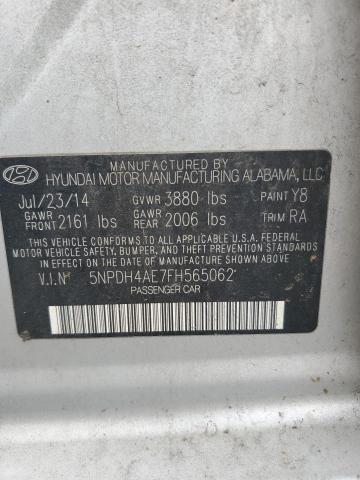 MANUFACTURED BY
HYUNDAI MOTOR MANUFACTURING ALABAMA, LLC
Jul/23/14 GVWR 3880 lbs PAINT Y8
GAWR FRONT 2161 lbs GAWR REAR 2006 lbs TRIM RA
THIS VEHICLE CONFORMS TO ALL APPLICABLE U.S.A. FEDERAL
MOTOR VEHICLE SAFETY, BUMPER, AND THEFT PREVENTION STANDARDS
IN EFFECT ON THE DATE OF MANUFACTURE SHOWN ABOVE.
V.I.N: 5NPDH4AE7FH565062
PASSENGER CAR